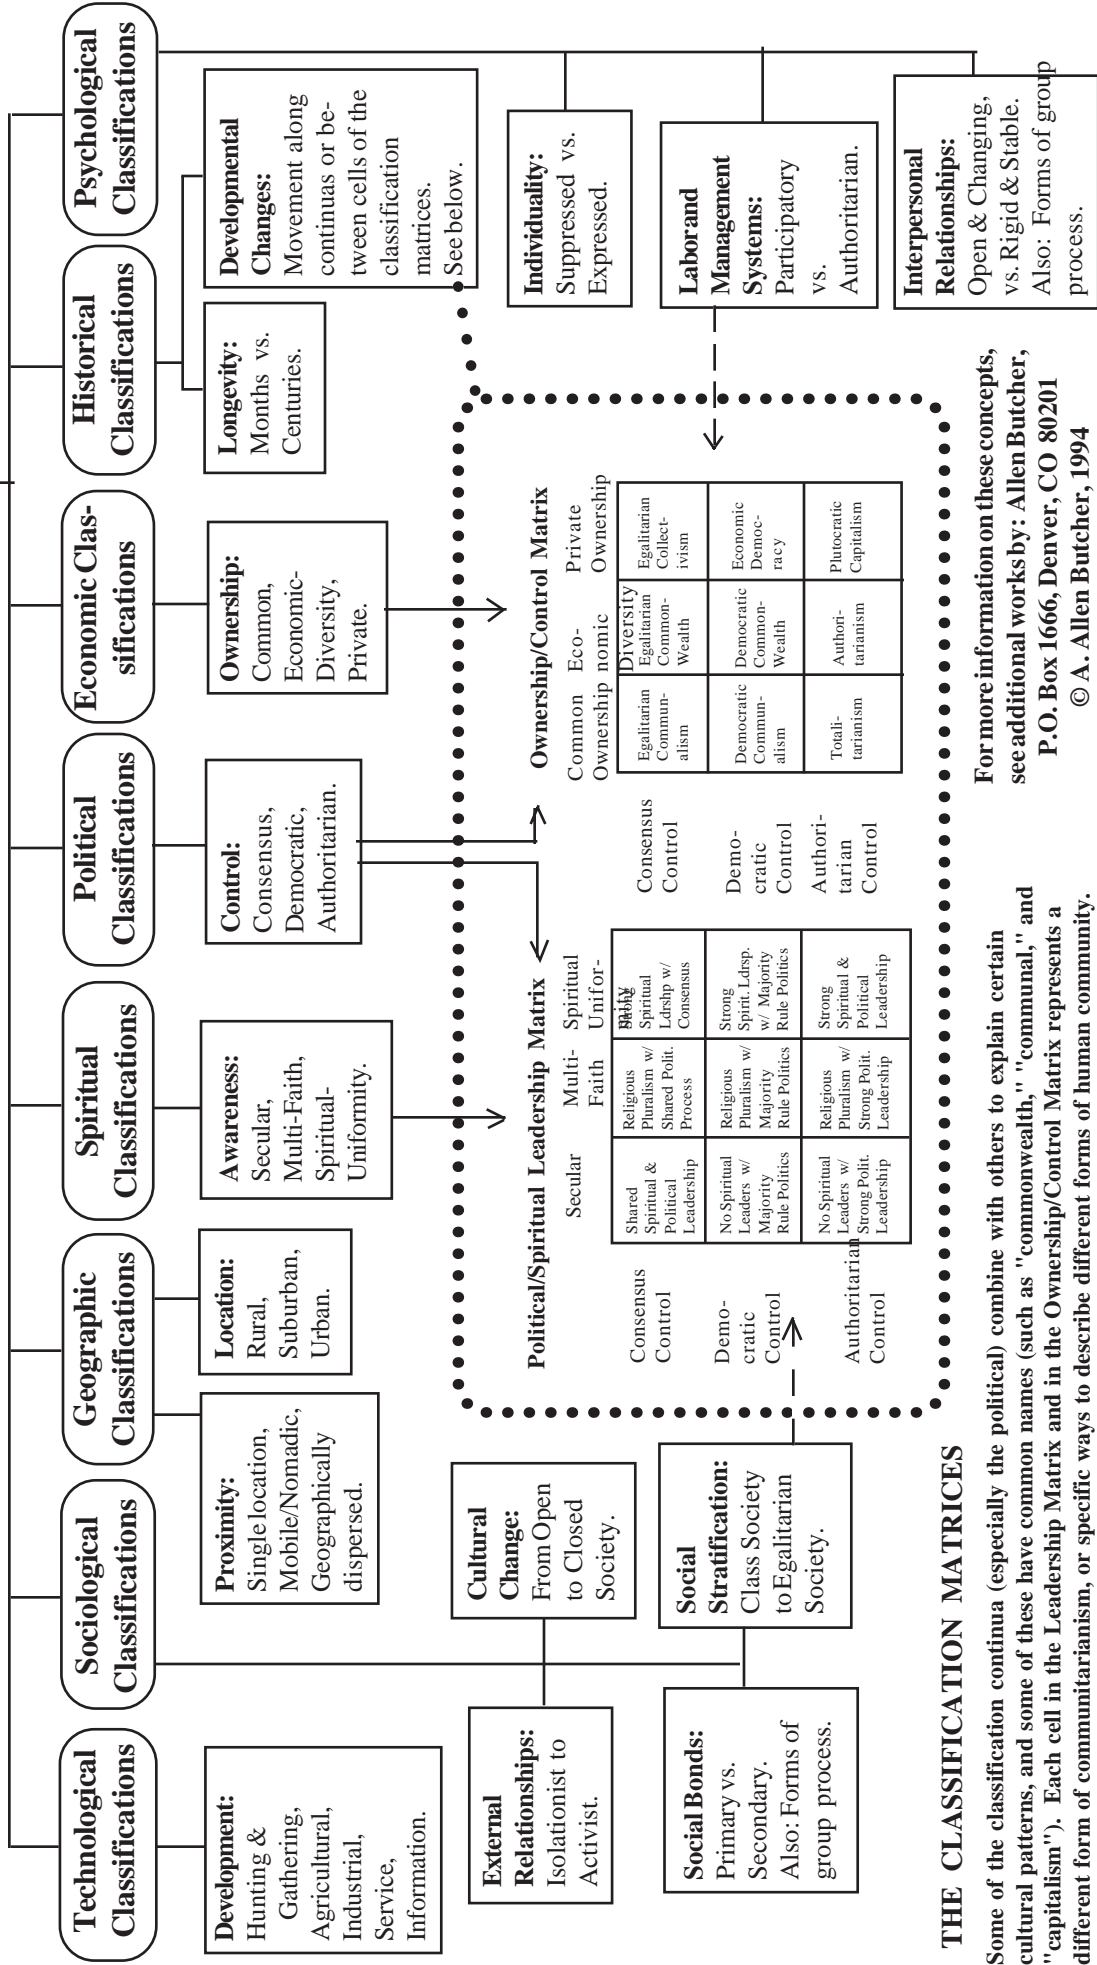 Technological
Classifications
Sociological
Classifications
Geographic
Classifications
Spiritual
Classifications
Political
Classifications
Economic Clas-
sifications
Historical
Classifications
Psychological
Classifications
Development:
Hunting &
Gathering,
Agricultural,
Industrial,
Service,
Information.
Proximity:
Single location,
Mobile/Nomadic,
Geographically
dispersed.
Location:
Rural,
Suburban,
Urban.
Awareness:
Secular,
Multi-Faith,
Spiritual-
Uniformity.
Control:
Consensus,
Democratic,
Authoritarian.
Ownership:
Common,
Economic-
Diversity,
Private.
Longevity:
Months vs.
Centuries.
Developmental
Changes:
Movement along
continuas or be-
tween cells of the
classification
matrices.
See below.
External
Relationships:
Isolationist to
Activist.
Cultural
Change:
From Open
to Closed
Society.
Social Bonds:
Primary vs.
Secondary.
Also: Forms of
group process.
Social
Stratification:
Class Society
to Egalitarian
Society.
Individuality:
Suppressed vs.
Expressed.
Labor and
Management
Systems:
Participatory
vs.
Authoritarian.
Interpersonal
Relationships:
Open & Changing,
vs. Rigid & Stable.
Also: Forms of group
process.
Political/Spiritual Leadership Matrix
Secular
Multi-
Faith
Spiritual
Unifor-
mity
Consensus
Control
Shared
Spiritual &
Political
Leadership
Religious
Pluralism w/
Shared Polit.
Process
Strong
Spiritual
Ldrshp w/
Consensus
Demo-
cratic
Control
No Spiritual
Leaders w/
Majority
Rule Politics
Religious
Pluralism w/
Majority
Rule Politics
Strong
Spirit. Ldrsp.
w/ Majority
Rule Politics
Authoritarian
Control
No Spiritual
Leaders w/
Strong Polit.
Leadership
Religious
Pluralism w/
Strong Polit.
Leadership
Strong
Spiritual &
Political
Leadership
Ownership/Control Matrix
Common
Ownership
Eco-
nomic
Diversity
Private
Ownership
Consensus
Control
Egalitarian
Commun-
alism
Egalitarian
Common-
Wealth
Egalitarian
Collect-
ivism
Demo-
cratic
Control
Democratic
Commun-
alism
Democratic
Common-
Wealth
Economic
Democ-
racy
Authori-
tarian
Control
Totali-
tarianism
Authori-
tarianism
Plutocratic
Capitalism
THE CLASSIFICATION MATRICES
Some of the classification continua (especially the political) combine with others to explain certain
cultural patterns, and some of these have common names (such as "commonwealth," "communal," and
"capitalism"). Each cell in the Leadership Matrix and in the Ownership/Control Matrix represents a
different form of communitarianism, or specific ways to describe different forms of human community.
For more information on these concepts,
see additional works by: Allen Butcher,
P.O. Box 1666, Denver, CO 80201
© A. Allen Butcher, 1994